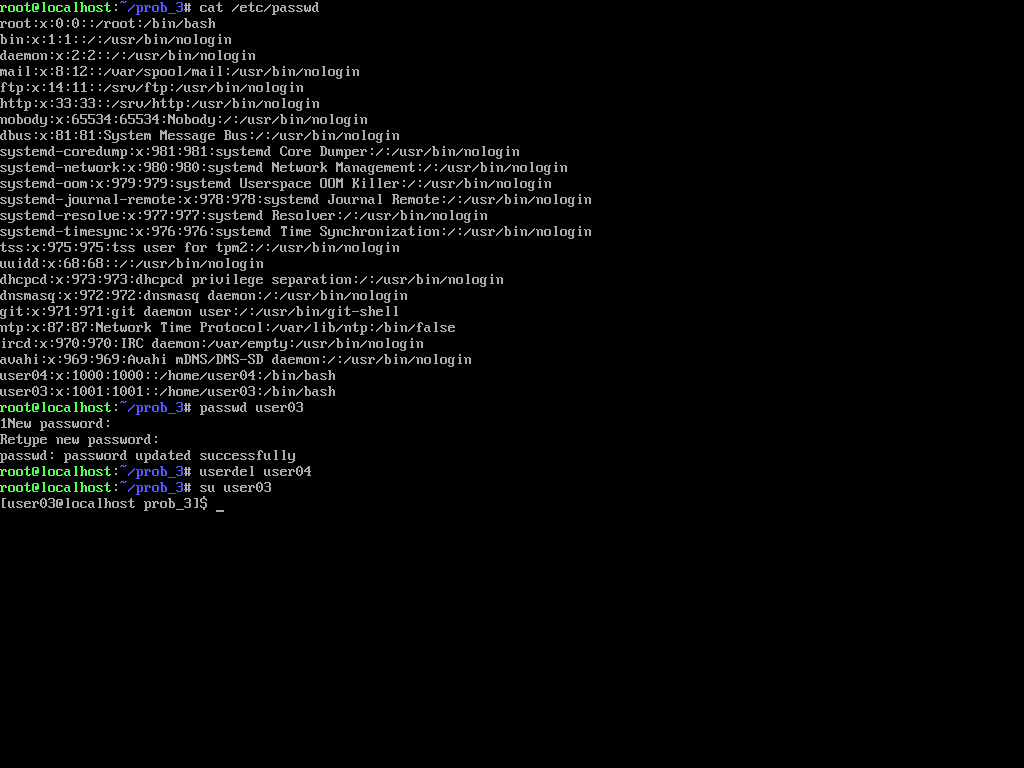 root@localhost:~/prob_3# cat /etc/passwd
root:x:0:0::/root:/bin/bash
bin:x:1:1::/:/usr/bin/nologin
daemon:x:2:2::/:/usr/bin/nologin
mail:x:8:12::/var/spool/mail:/usr/bin/nologin
ftp:x:14:11::/srv/ftp:/usr/bin/nologin
http:x:33:33::/srv/http:/usr/bin/nologin
nobody:x:65534:65534:Nobody:/:/usr/bin/nologin
dbus:x:81:81:System Message Bus:/:/usr/bin/nologin
systemd-coredump:x:981:981:systemd Core Dumper:/:/usr/bin/nologin
systemd-network:x:980:980:systemd Network Management:/:/usr/bin/nologin
systemd-oom:x:979:979:systemd Userspace OOM Killer:/:/usr/bin/nologin
systemd-journal-remote:x:978:978:systemd Journal Remote:/:/usr/bin/nologin
systemd-resolve:x:977:977:systemd Resolver:/:/usr/bin/nologin
systemd-timesync:x:976:976:systemd Time Synchronization:/:/usr/bin/nologin
tss:x:975:975:tss user for tpm2:/:/usr/bin/nologin
uuidd:x:68:68::/:/usr/bin/nologin
dhcpcd:x:973:973:dhcpcd privilege separation:/:/usr/bin/nologin
dnsmasq:x:972:972:dnsmasq daemon:/:/usr/bin/nologin
git:x:971:971:git daemon user:/:/usr/bin/git-shell
ntp:x:87:87:Network Time Protocol:/var/lib/ntp:/bin/false
ircd:x:970:970:IRC daemon:/var/empty:/usr/bin/nologin
avahi:x:969:969:Avahi mDNS/DNS-SD daemon:/:/usr/bin/nologin
user04:x:1000:1000::/home/user04:/bin/bash
user03:x:1001:1001::/home/user03:/bin/bash
root@localhost:~/prob_3# passwd user03
1New password:
Retype new password:
passwd: password updated successfully
root@localhost:~/prob_3# userdel user04
root@localhost:~/prob_3# su user03
[user03@localhost prob_3]$ _